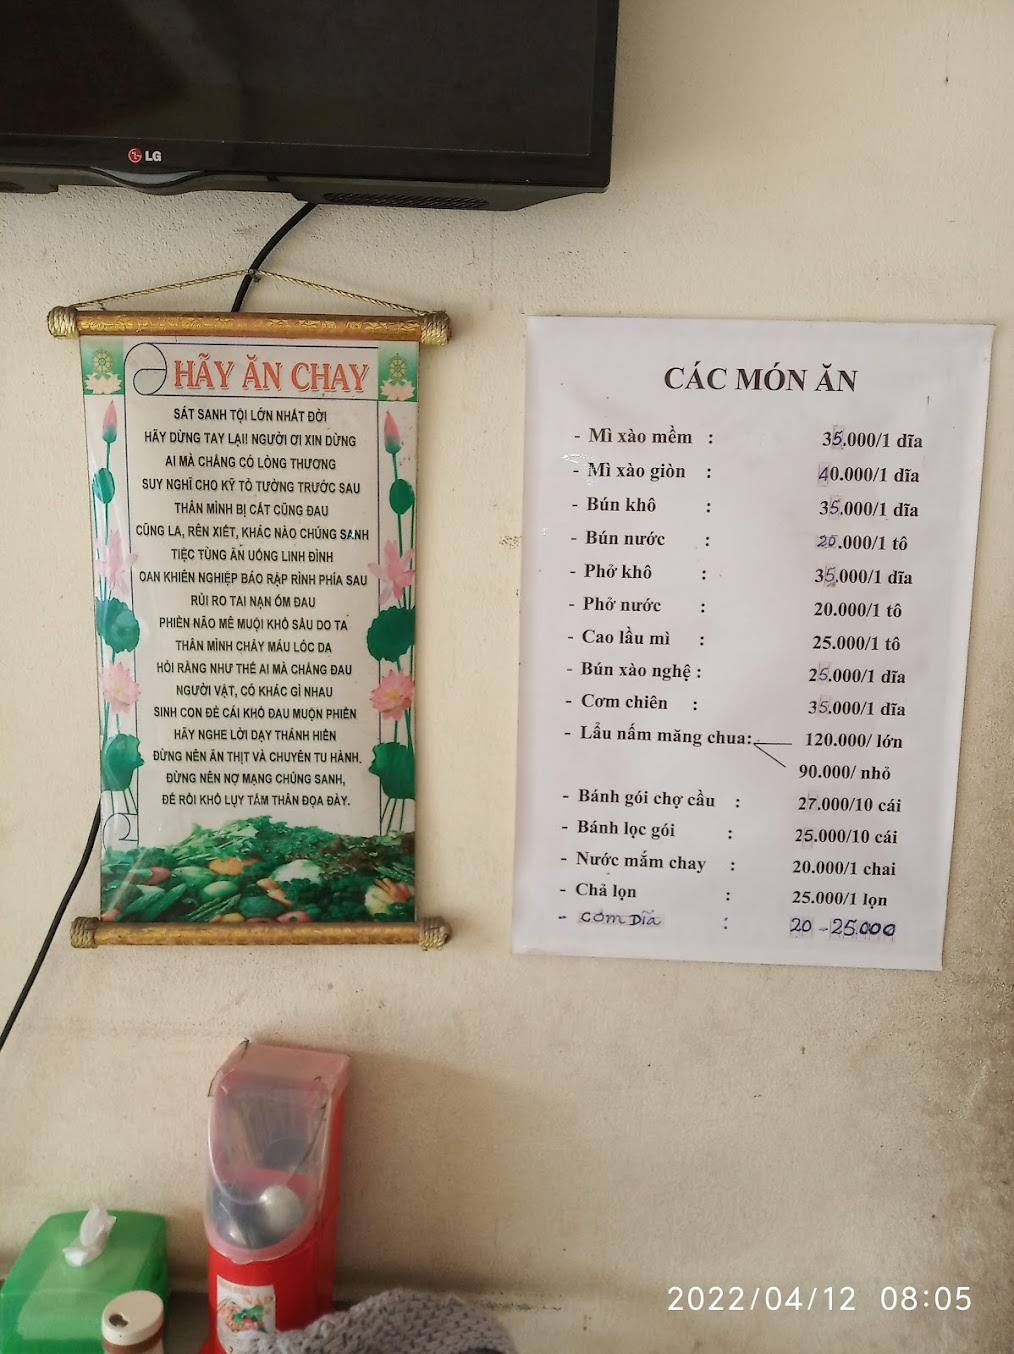 LG
HÃY ĂN CHAY
SÁT SANH TỘI LỚN NHẤT ĐỜI
HÃY DỪNG TAY LẠI! NGƯỜI ƠI XIN DỪNG
AI MÀ CHẲNG CÓ LÒNG THƯƠNG
SUY NGHĨ CHO KỸ TỎ TƯỜNG TRƯỚC SAU
THÂN MÌNH BỊ CẮT CŨNG ĐAU
CŨNG LA, RÊN XIẾT, KHÁC NÀO CHÚNG SANH
TIỆC TÙNG ĂN UỐNG LINH ĐÌNH
OAN KHIÊN NGHIỆP BÁO RẬP RÌNH PHÍA SAU
RỦI RO TAI NẠN ỐM ĐAU
PHIỀN NÃO MÊ MUỘI KHỔ SẦU DO TA
THÂN MÌNH CHẢY MÁU LÓC DA
HỎI RẰNG NHƯ THẾ AI MÀ CHẲNG ĐAU
NGƯỜI VẬT, CÓ KHÁC GÌ NHAU
SINH CON ĐẺ CÁI KHỔ ĐAU MUỘN PHIỀN
HÃY NGHE LỜI DẠY THÁNH HIỀN
ĐỪNG NÊN ĂN THỊT VÀ CHUYÊN TU HÀNH.
ĐỪNG NÊN NỢ MẠNG CHÚNG SANH,
ĐỂ RỒI KHỔ LỤY TẤM THÂN ĐỌA ĐÀY.
CÁC MÓN ĂN
- Mì xào mềm : 35.000/1 dĩa
- Mì xào giòn : 40.000/1 dĩa
- Bún khô : 35.000/1 dĩa
- Bún nước : 20.000/1 tô
- Phở khô : 35.000/1 dĩa
- Phở nước : 20.000/1 tô
- Cao lầu mì : 25.000/1 tô
- Bún xào nghệ : 25.000/1 dĩa
- Cơm chiên : 35.000/1 dĩa
- Lẩu nấm măng chua: 120.000/ lớn
90.000/ nhỏ
- Bánh gói chợ cầu : 27.000/10 cái
- Bánh lọc gói : 25.000/10 cái
- Nước mắm chay : 20.000/1 chai
- Chả lọn : 25.000/1 lọn
- Cơm Dĩa : 20 - 25.000
2022/04/12 08:05